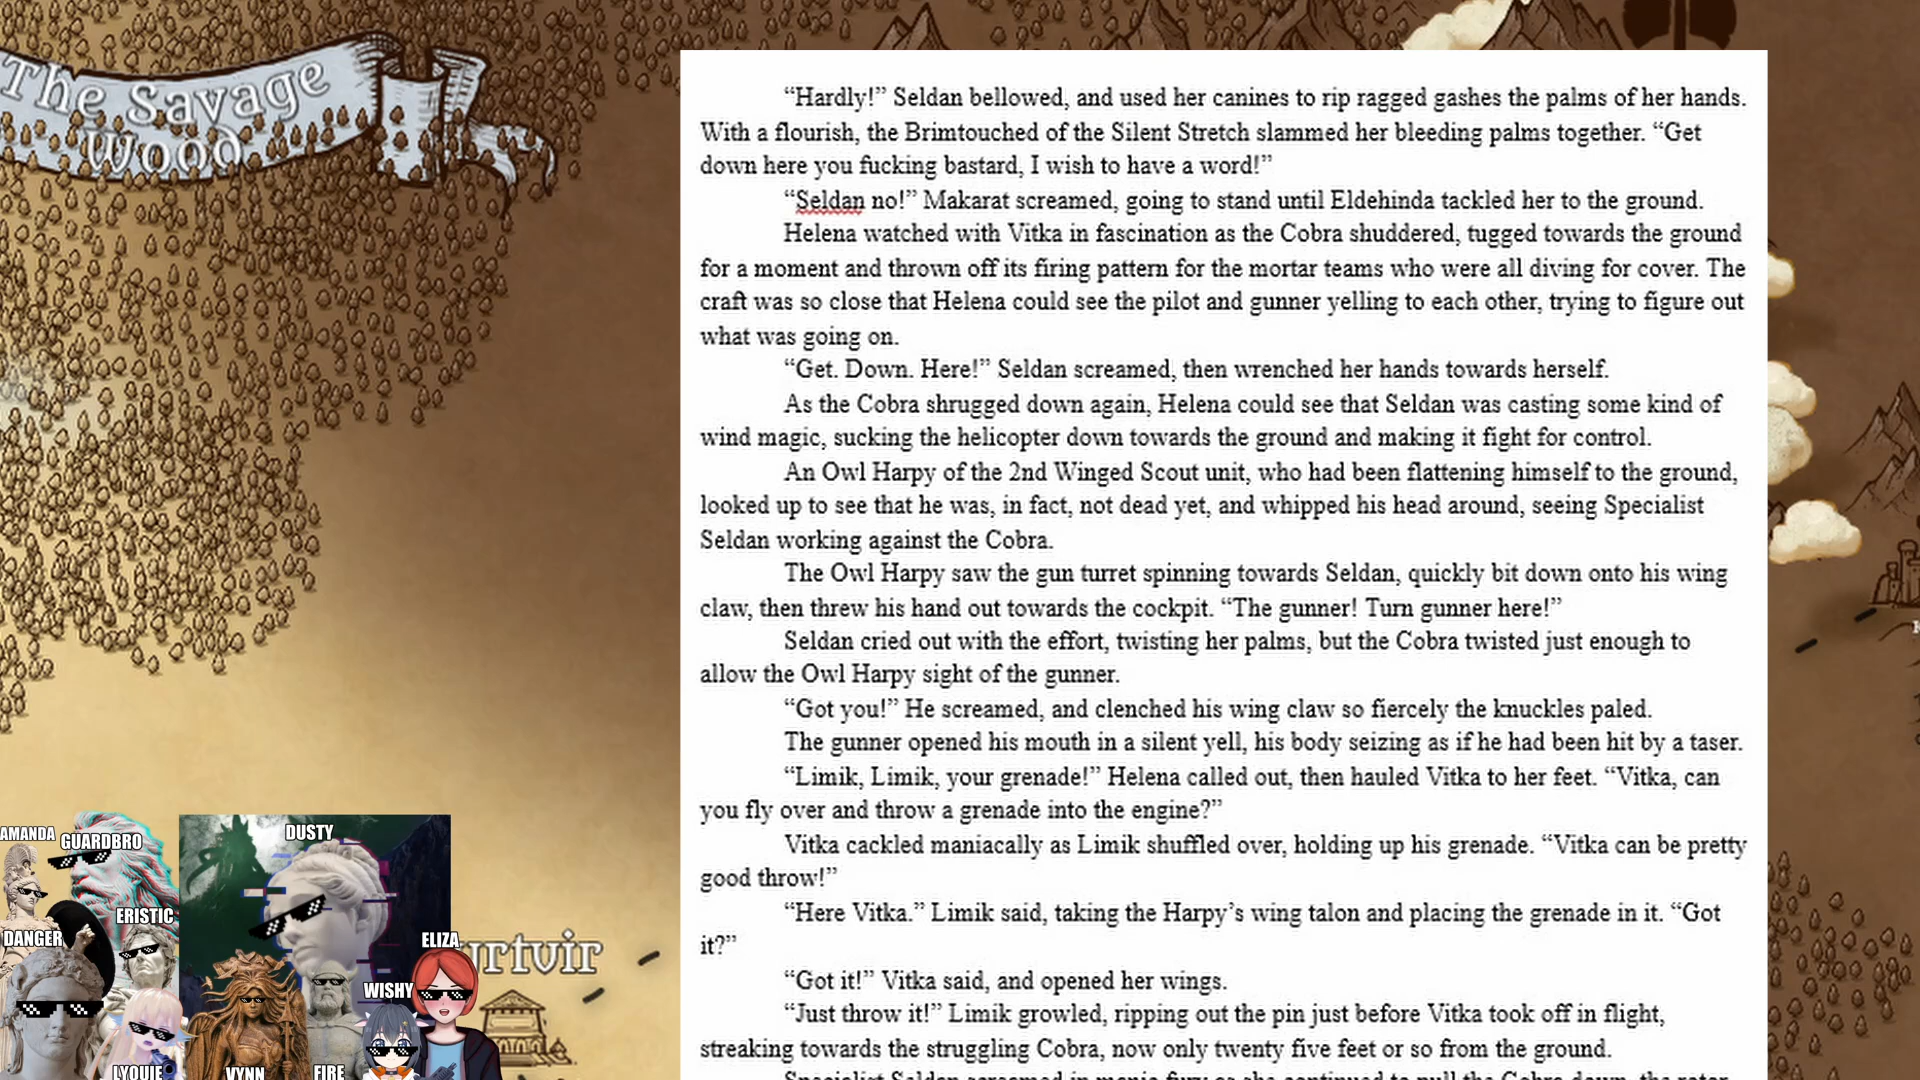 The Savage
Wood
“Hardly!” Seldan bellowed, and used her canines to rip ragged gashes the palms of her hands.
With a flourish, the Brimtouched of the Silent Stretch slammed her bleeding palms together. “Get
down here you fucking bastard, I wish to have a word!”
“Seldan no!” Makarat screamed, going to stand until Eldehinda tackled her to the ground.
Helena watched with Vitka in fascination as the Cobra shuddered, tugged towards the ground
for a moment and thrown off its firing pattern for the mortar teams who were all diving for cover. The
craft was so close that Helena could see the pilot and gunner yelling to each other, trying to figure out
what was going on.
“Get. Down. Here!” Seldan screamed, then wrenched her hands towards herself.
As the Cobra shrugged down again, Helena could see that Seldan was casting some kind of
wind magic, sucking the helicopter down towards the ground and making it fight for control.
An Owl Harpy of the 2nd Winged Scout unit, who had been flattening himself to the ground,
looked up to see that he was, in fact, not dead yet, and whipped his head around, seeing Specialist
Seldan working against the Cobra.
The Owl Harpy saw the gun turret spinning towards Seldan, quickly bit down onto his wing
claw, then threw his hand out towards the cockpit. “The gunner! Turn gunner here!”
Seldan cried out with the effort, twisting her palms, but the Cobra twisted just enough to
allow the Owl Harpy sight of the gunner.
“Got you!” He screamed, and clenched his wing claw so fiercely the knuckles paled.
The gunner opened his mouth in a silent yell, his body seizing as if he had been hit by a taser.
“Limik, Limik, your grenade!” Helena called out, then hauled Vitka to her feet. “Vitka, can
you fly over and throw a grenade into the engine?”
Vitka cackled maniacally as Limik shuffled over, holding up his grenade. “Vitka can be pretty
good throw!”
“Here Vitka.” Limik said, taking the Harpy’s wing talon and placing the grenade in it. “Got
it?”
“Got it!” Vitka said, and opened her wings.
“Just throw it!” Limik growled, ripping out the pin just before Vitka took off in flight,
streaking towards the struggling Cobra, now only twenty five feet or so from the ground.
Specialist Seldan screamed in manic fury as she continued to pull the Cobra down, the rotor
AMANDA
GUARDBRO
DUSTY
ERISTIC
DANGER
ELIZA
urtvir
WISHY
LYQUIE
VYNN
FIRE